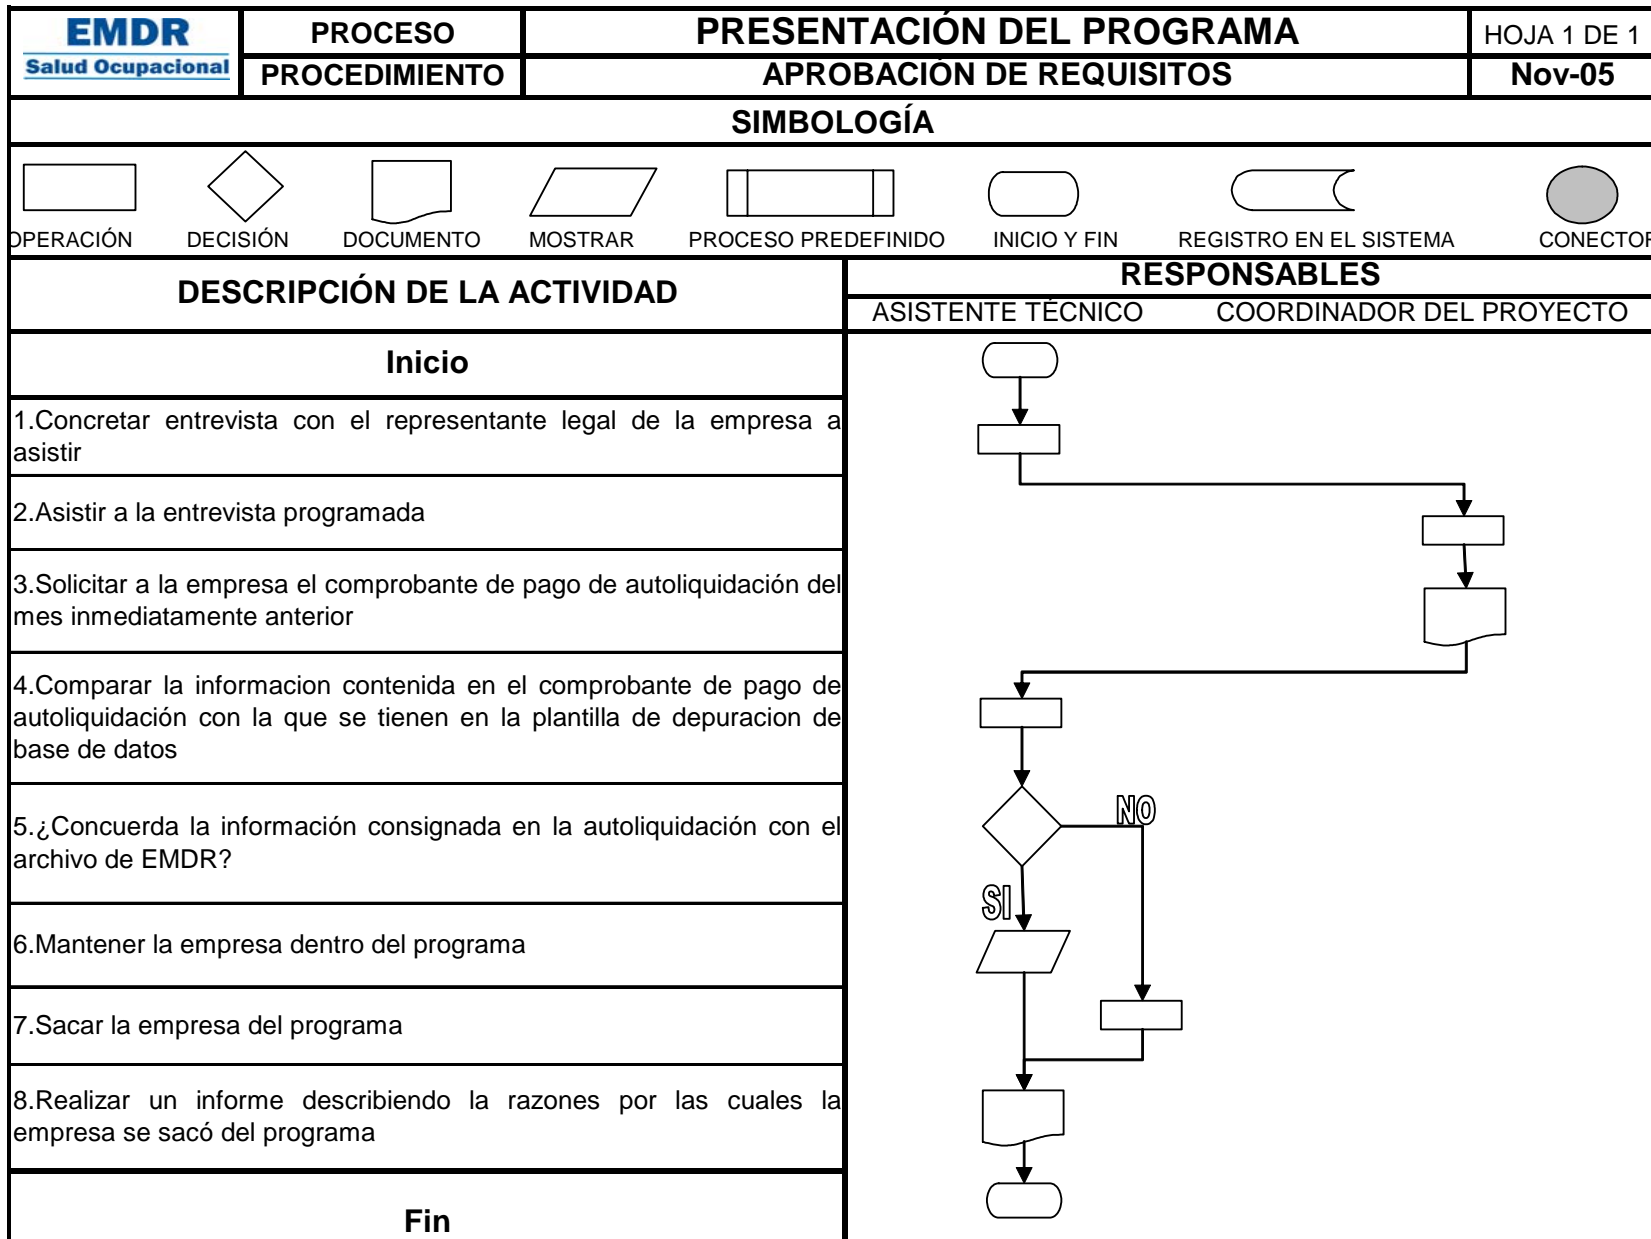 EMDR
Salud Ocupacional
PROCESO
PRESENTACIÓN DEL PROGRAMA
HOJA 1 DE 1
PROCEDIMIENTO
APROBACIÓN DE REQUISITOS
Nov-05
SIMBOLOGÍA
OPERACIÓN
DECISIÓN
DOCUMENTO
MOSTRAR
PROCESO PREDEFINIDO
INICIO Y FIN
REGISTRO EN EL SISTEMA
CONECTOR
DESCRIPCIÓN DE LA ACTIVIDAD
RESPONSABLES
ASISTENTE TÉCNICO
COORDINADOR DEL PROYECTO
Inicio
1.Concretar entrevista con el representante legal de la empresa a
asistir
2.Asistir a la entrevista programada
3.Solicitar a la empresa el comprobante de pago de autoliquidación del
mes inmediatamente anterior
4.Comparar la informacion contenida en el comprobante de pago de
autoliquidación con la que se tienen en la plantilla de depuracion de
base de datos
5.¿Concuerda la información consignada en la autoliquidación con el
archivo de EMDR?
NO
SI
6.Mantener la empresa dentro del programa
7.Sacar la empresa del programa
8.Realizar un informe describiendo la razones por las cuales la
empresa se sacó del programa
Fin